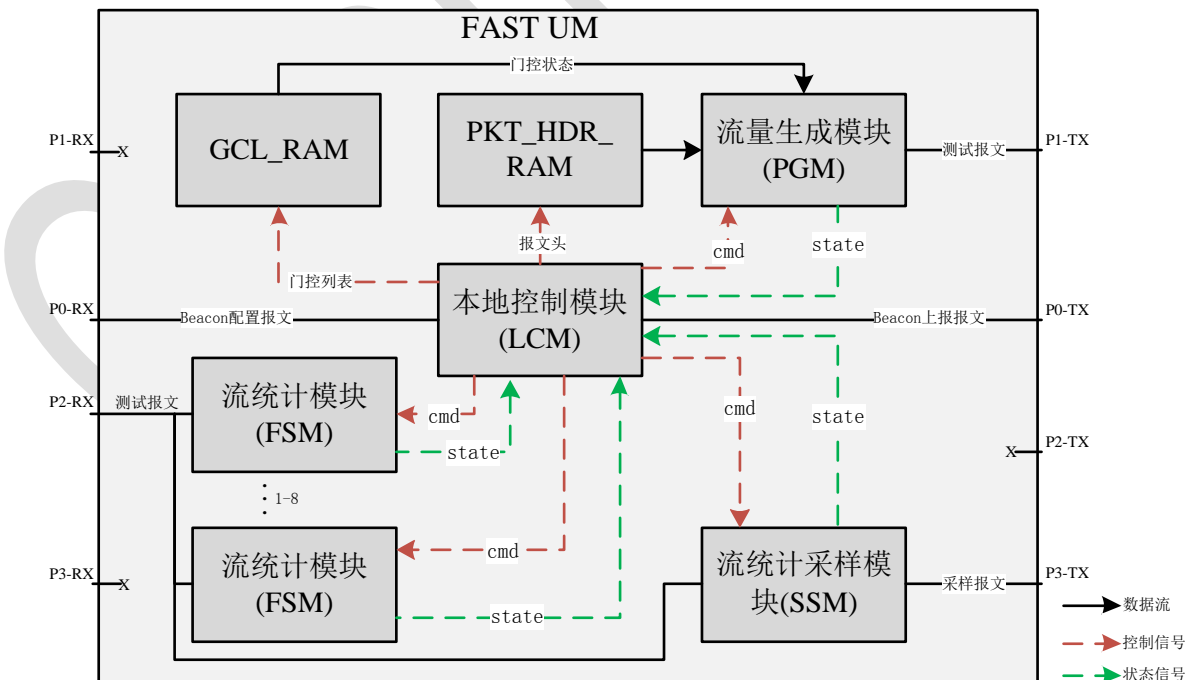 FAST UM
门控状态
P1-RX
X
GCL_RAM
PKT_HDR_
RAM
流量生成模块
(PGM)
测试报文
P1-TX
门控列表
报文头
cmd
state
P0-RX
Beacon配置报文
本地控制模块
(LCM)
Beacon上报报文
P0-TX
P2-RX
测试报文
流统计模块
(FSM)
cmd
state
cmd
state
X
P2-TX
1-8
P3-RX
X
流统计模块
(FSM)
cmd
state
流统计采样模
块(SSM)
采样报文
P3-TX
数据流
控制信号
状态信号